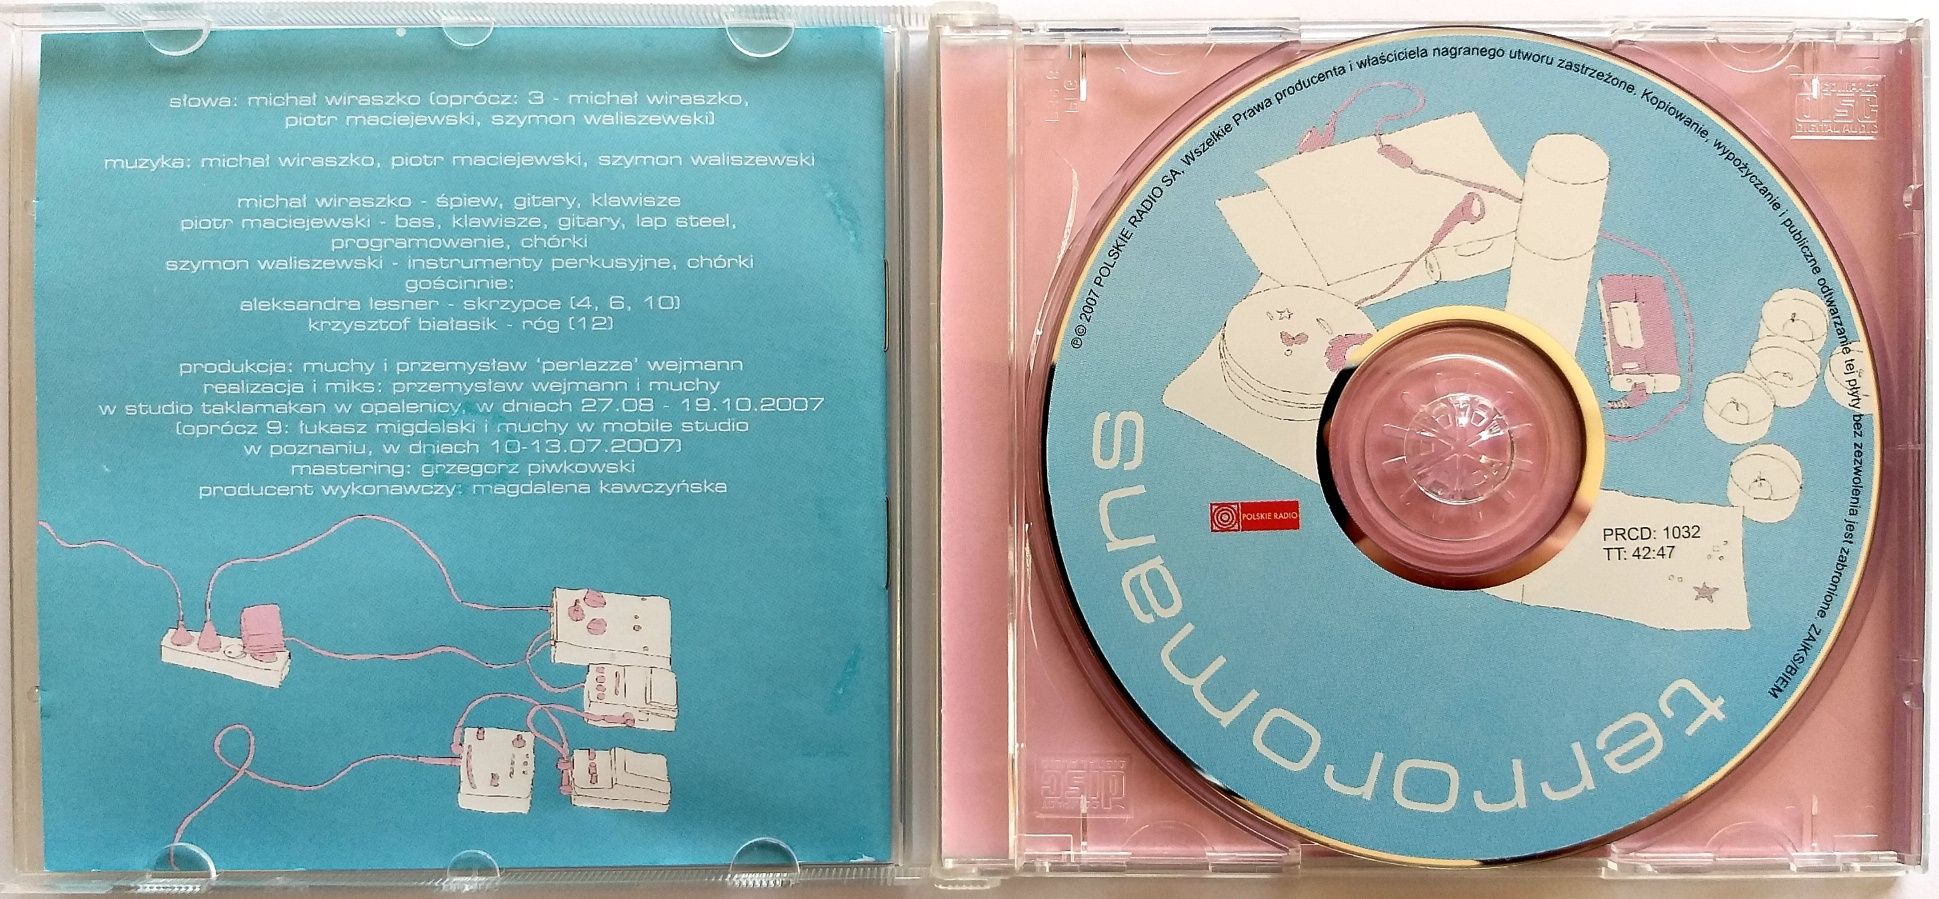 słowa: michał wiraszko (oprócz: 3 - michał wiraszko,
piotr maciejewski, szymon waliszewski)
muzyka: michał wiraszko, piotr maciejewski, szymon waliszewski
michał wiraszko - śpiew, gitary, klawisze
piotr maciejewski - bas, klawisze, gitary, lap steel,
programowanie, chórki
szymon waliszewski - instrumenty perkusyjne, chórki
gościnnie:
aleksandra lesner - skrzypce (4, 6, 10)
krzysztof białasik - róg (12)
produkcja: muchy i przemysław 'perlazza' wejmann
realizacja i miks: przemysław wejmann i muchy
w studio taklamakan w opalenicy, w dniach 27.08 - 19.10.2007
(oprócz 9: łukasz migdalski i muchy w mobile studio
w poznaniu, w dniach 10-13.07.2007)
mastering: grzegorz piwkowski
producent wykonawczy: magdalena kawczyńska
℗© 2007 POLSKIE RADIO SA, Wszelkie Prawa producenta i właściciela nagranego utworu zastrzeżone. Kopiowanie, wypożyczanie i publiczne odtwarzanie tej płyty bez zezwolenia jest zabronione. ZAiKS/BIEM
POLSKIE RADIO
PRCD: 1032
TT: 42:47
terroromans
COMPACT
disc
DIGITAL AUDIO
COMPACT
disc
DIGITAL AUDIO